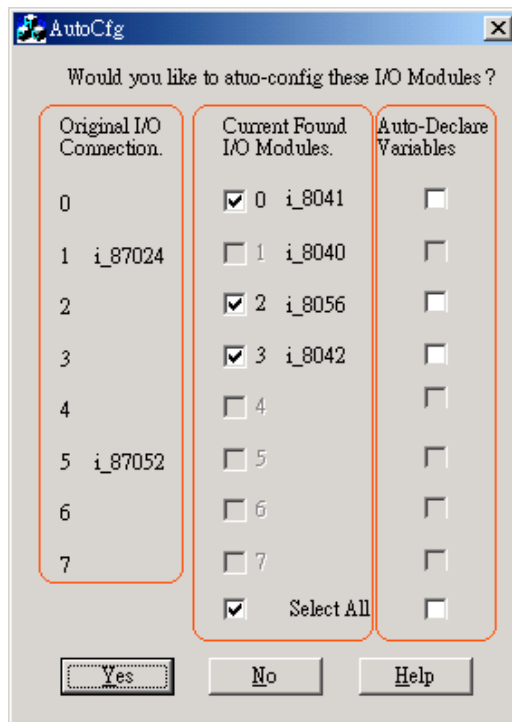 AutoCfg
Would you like to atuo-config these I/O Modules ?
Original I/O Connection.
Current Found I/O Modules.
Auto-Declare Variables
0
0 i_8041
1 i_87024
1 i_8040
2
2 i_8056
3
3 i_8042
4
4
5 i_87052
5
6
6
7
7
Select All
Yes
No
Help